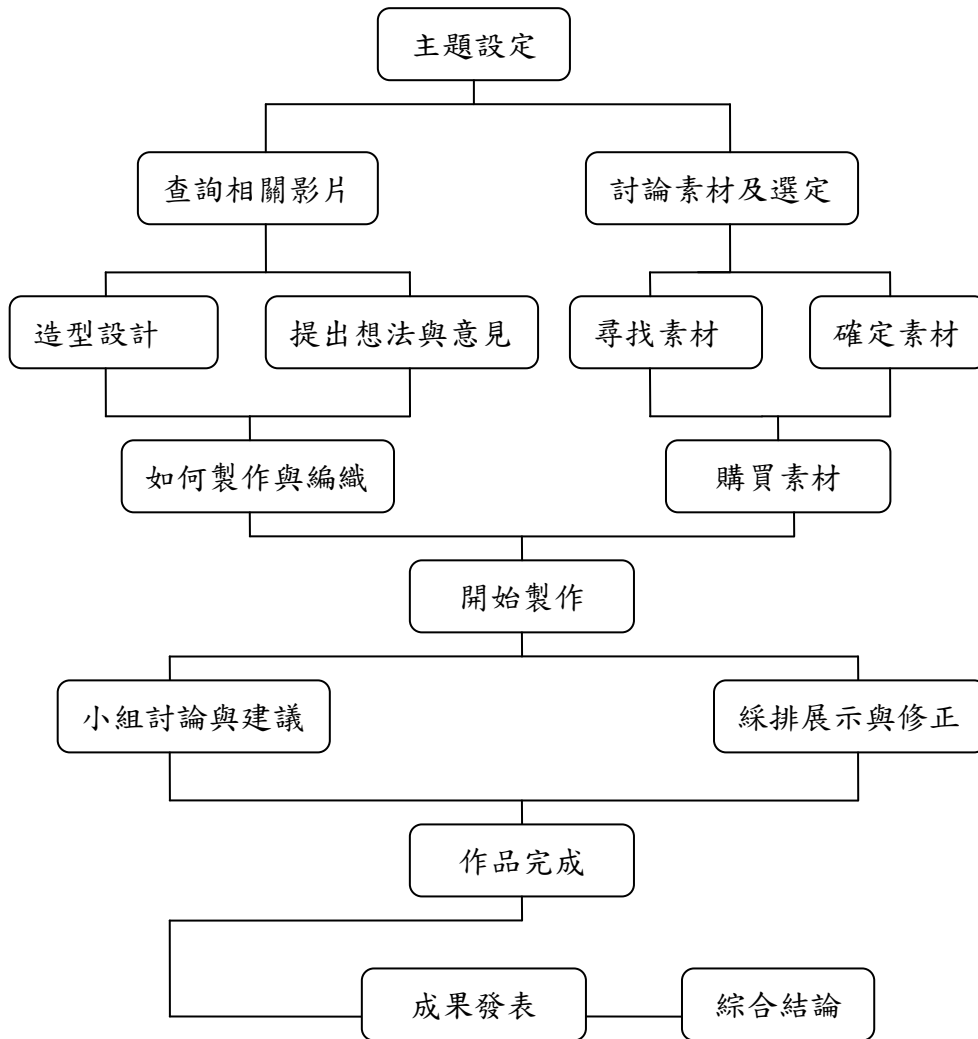 主題設定
查詢相關影片
討論素材及選定
造型設計
提出想法與意見
尋找素材
確定素材
如何製作與編織
購買素材
開始製作
小組討論與建議
綵排展示與修正
作品完成
成果發表
綜合結論